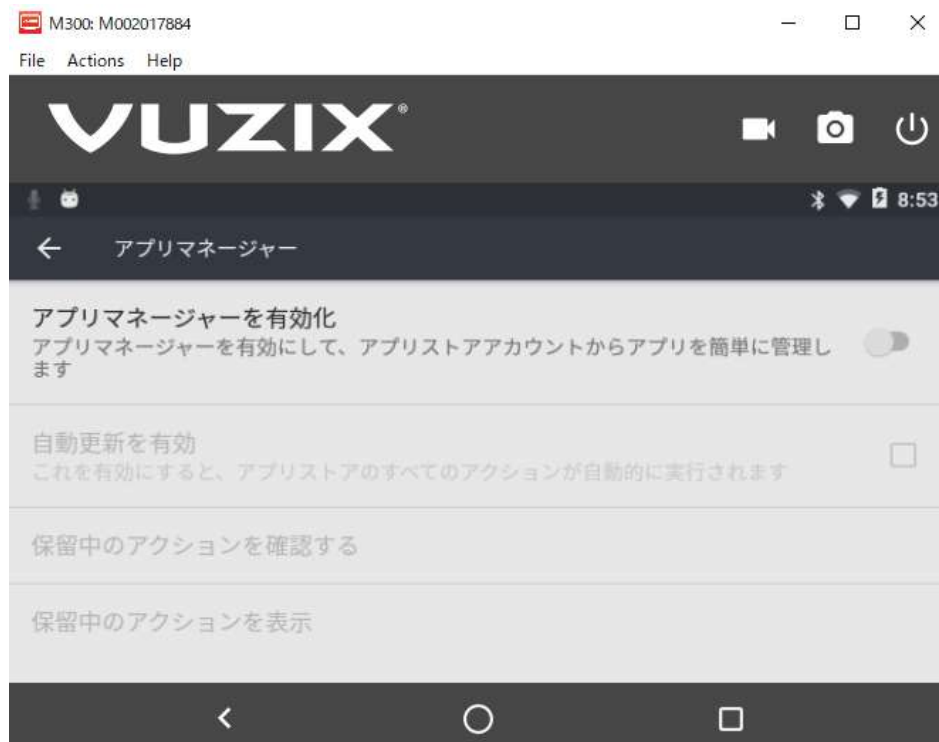 M300: M002017884
File Actions Help
VUZIX®
8:53
アプリマネージャー
アプリマネージャーを有効化
アプリマネージャーを有効にして、アプリストアアカウントからアプリを簡単に管理し
ます
自動更新を有効
これを有効にすると、アプリストアのすべてのアクションが自動的に実行されます
保留中のアクションを確認する
保留中のアクションを表示